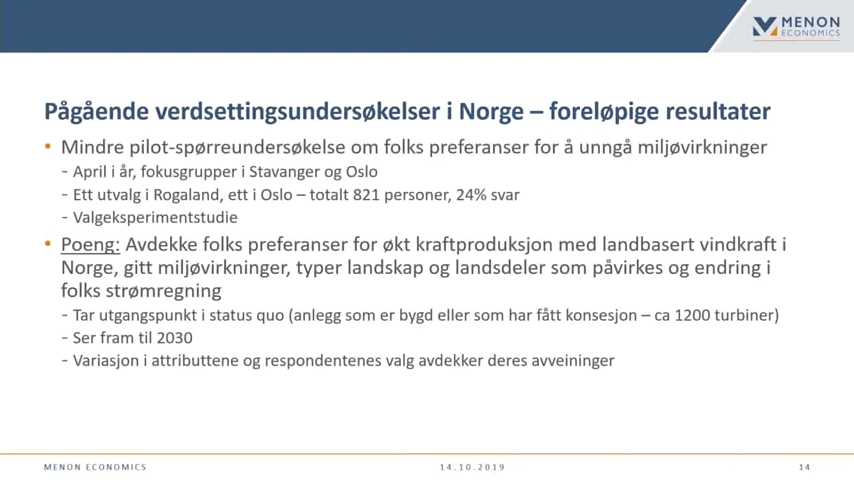 MENON
ECONOMICS
Pågående verdsettingsundersøkelser i Norge – foreløpige resultater
• Mindre pilot-spørreundersøkelse om folks preferanser for å unngå miljøvirkninger
- April i år, fokusgrupper i Stavanger og Oslo
- Ett utvalg i Rogaland, ett i Oslo – totalt 821 personer, 24% svar
- Valgeksperimentstudie
• Poeng: Avdekke folks preferanser for økt kraftproduksjon med landbasert vindkraft i
Norge, gitt miljøvirkninger, typer landskap og landsdeler som påvirkes og endring i
folks strømregning
- Tar utgangspunkt i status quo (anlegg som er bygd eller som har fått konsesjon – ca 1200 turbiner)
- Ser fram til 2030
- Variasjon i attributtene og respondentenes valg avdekker deres avveininger
MENON ECONOMICS 14.10.2019 14